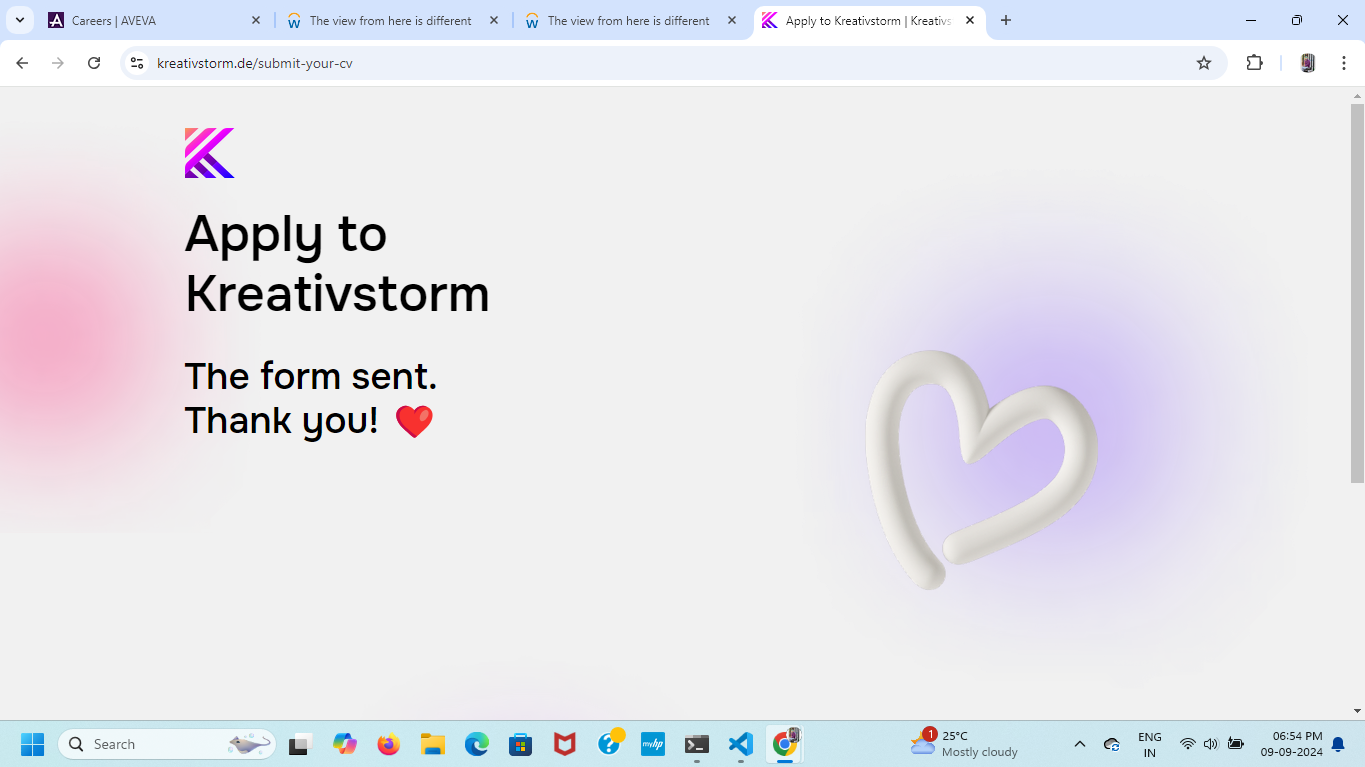 Careers | AVEVA
The view from here is different
The view from here is different
Apply to Kreativstorm | Kreativs
kreativstorm.de/submit-your-cv
Apply to
Kreativstorm
The form sent.
Thank you! ❤️
Search
myhp
1
25°C
Mostly cloudy
ENG
IN
06:54 PM
09-09-2024